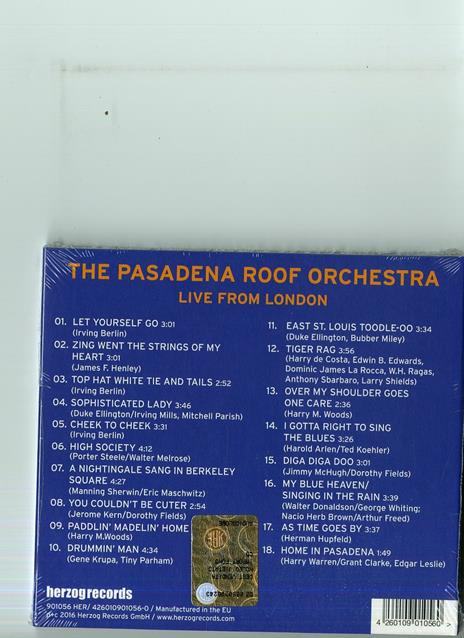 THE PASADENA ROOF ORCHESTRA
LIVE FROM LONDON
01. LET YOURSELF GO 3:01
(Irving Berlin)
02. ZING WENT THE STRINGS OF MY
HEART 3:01
(James F. Henley)
03. TOP HAT WHITE TIE AND TAILS 2:52
(Irving Berlin)
04. SOPHISTICATED LADY 3:46
(Duke Ellington/Irving Mills, Mitchell Parish)
05. CHEEK TO CHEEK 3:31
(Irving Berlin)
06. HIGH SOCIETY 4:12
(Porter Steele/Walter Melrose)
07. A NIGHTINGALE SANG IN BERKELEY
SQUARE 4:27
(Manning Sherwin/Eric Maschwitz)
08. YOU COULDN'T BE CUTER 2:54
(Jerome Kern/Dorothy Fields)
09. PADDLIN' MADELIN' HOME
(Harry M.Woods)
10. DRUMMIN' MAN 4:34
(Gene Krupa, Tiny Parham)
11. EAST ST. LOUIS TOODLE-OO 3:34
(Duke Ellington, Bubber Miley)
12. TIGER RAG 3:56
(Harry de Costa, Edwin B. Edwards,
Dominic James La Rocca, W.H. Ragas,
Anthony Sbarbaro, Larry Shields)
13. OVER MY SHOULDER GOES
ONE CARE 2:36
(Harry M. Woods)
14. I GOTTA RIGHT TO SING
THE BLUES 3:26
(Harold Arlen/Ted Koehler)
15. DIGA DIGA DOO 3:01
(Jimmy McHugh/Dorothy Fields)
16. MY BLUE HEAVEN/
SINGING IN THE RAIN 3:39
(Walter Donaldson/George Whiting;
Nacio Herb Brown/Arthur Freed)
17. AS TIME GOES BY 3:37
(Herman Hupfeld)
18. HOME IN PASADENA 1:49
(Harry Warren/Grant Clarke, Edgar Leslie)
herzogrecords
901056 HER/ 4260109010560 / Manufactured in the EU
p+c 2016 Herzog Records GmbH / www.herzogrecords.com
4 260109 010560 >